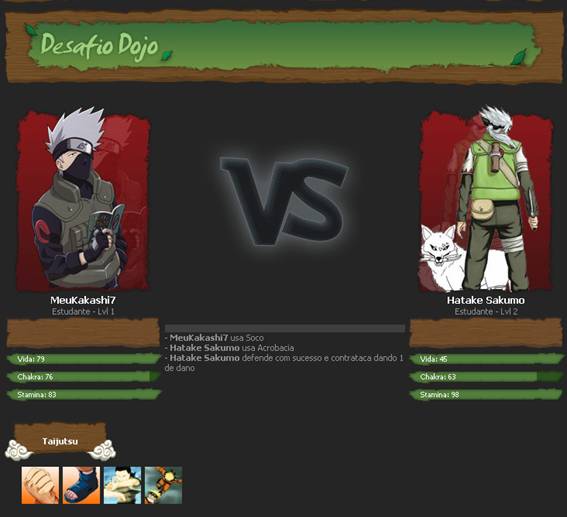 Desafio Dojo
VS
MeuKakashi7
Estudante - Lvl 1
Hatake Sakumo
Estudante - Lvl 2
- MeuKakashi7 usa Soco
- Hatake Sakumo usa Acrobacia
- Hatake Sakumo defende com sucesso e contrataca dando 1
de dano
Vida: 79
Chakra: 76
Stamina: 83
Vida: 45
Chakra: 63
Stamina: 98
Taijutsu